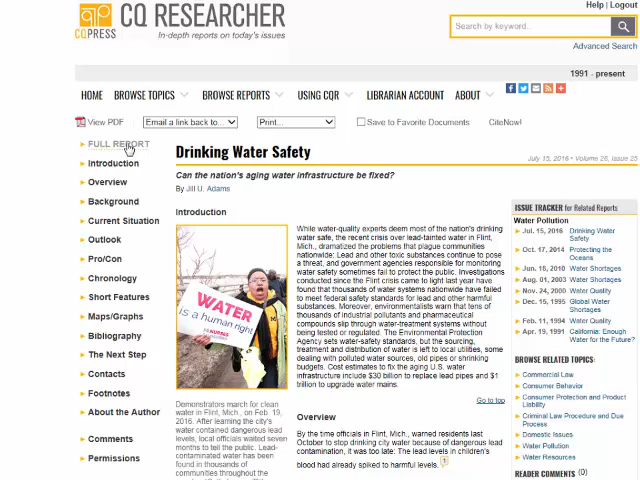 Help | Logout
CQ RESEARCHER
In-depth reports on today's issues
CQPRESS
Search by keyword..
Advanced Search
1991 - present
HOME BROWSE TOPICS BROWSE REPORTS USING CQR LIBRARIAN ACCOUNT ABOUT
View PDF Email a link back to... Print... Save to Favorite Documents CiteNow!
FULL REPORT
Introduction
Overview
Background
Current Situation
Outlook
Pro/Con
Chronology
Short Features
Maps/Graphs
Bibliography
The Next Step
Contacts
Footnotes
About the Author
Comments
Permissions
Drinking Water Safety
July 15, 2016 • Volume 26, Issue 25
Can the nation's aging water infrastructure be fixed?
By Jill U. Adams
Introduction
WATER
is a human right
Demonstrators march for clean
water in Flint, Mich., on Feb. 19,
2016. After learning the city's
water contained dangerous lead
levels, local officials waited seven
months to tell the public. Lead-
contaminated water has been
found in thousands of
communities throughout the
While water-quality experts deem most of the nation's drinking
water safe, the recent crisis over lead-tainted water in Flint,
Mich., dramatized the problems that plague communities
nationwide: Lead and other toxic substances continue to pose
a threat, and government agencies responsible for monitoring
water safety sometimes fail to protect the public. Investigations
conducted since the Flint crisis came to light last year have
found that thousands of water systems nationwide have failed
to meet federal safety standards for lead and other harmful
substances. Moreover, environmentalists warn that tens of
thousands of industrial pollutants and pharmaceutical
compounds slip through water-treatment systems without
being tested or regulated. The Environmental Protection
Agency sets water-safety standards, but the sourcing,
treatment and distribution of water is left to local utilities, some
dealing with polluted water sources, old pipes or shrinking
budgets. Cost estimates to fix the aging U.S. water
infrastructure include $30 billion to replace lead pipes and $1
trillion to upgrade water mains.
Go to top
Overview
By the time officials in Flint, Mich., warned residents last
October to stop drinking city water because of dangerous lead
contamination, it was too late: The lead levels in children's
blood had already spiked to harmful levels. 1
ISSUE TRACKER for Related Reports
Water Pollution
Jul. 15, 2016 Drinking Water
Safety
Oct. 17, 2014 Protecting the
Oceans
Jun. 18, 2010 Water Shortages
Aug. 01, 2003 Water Shortages
Nov. 24, 2000 Water Quality
Dec. 15, 1995 Global Water
Shortages
Feb. 11, 1994 Water Quality
Apr. 19, 1991 California: Enough
Water for the Future?
BROWSE RELATED TOPICS:
Commercial Law
Consumer Behavior
Consumer Protection and Product
Liability
Criminal Law Procedure and Due
Process
Domestic Issues
Water Pollution
Water Resources
READER COMMENTS (0)